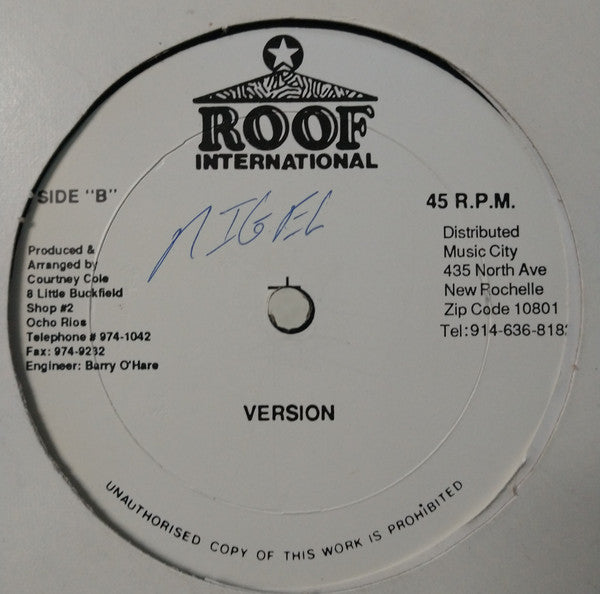 ROOF
INTERNATIONAL
SIDE "B"
45 R.P.M.
NIGEL
Produced &
Arranged by
Courtney Cole
8 Little Buckfield
Shop #2
Ocho Rios
Telephone # 974-1042
Fax: 974-9232
Engineer: Barry O'Hare
Distributed
Music City
435 North Ave
New Rochelle
Zip Code 10801
Tel:914-636-818
VERSION
UNAUTHORISED COPY OF THIS WORK IS PROHiBITED